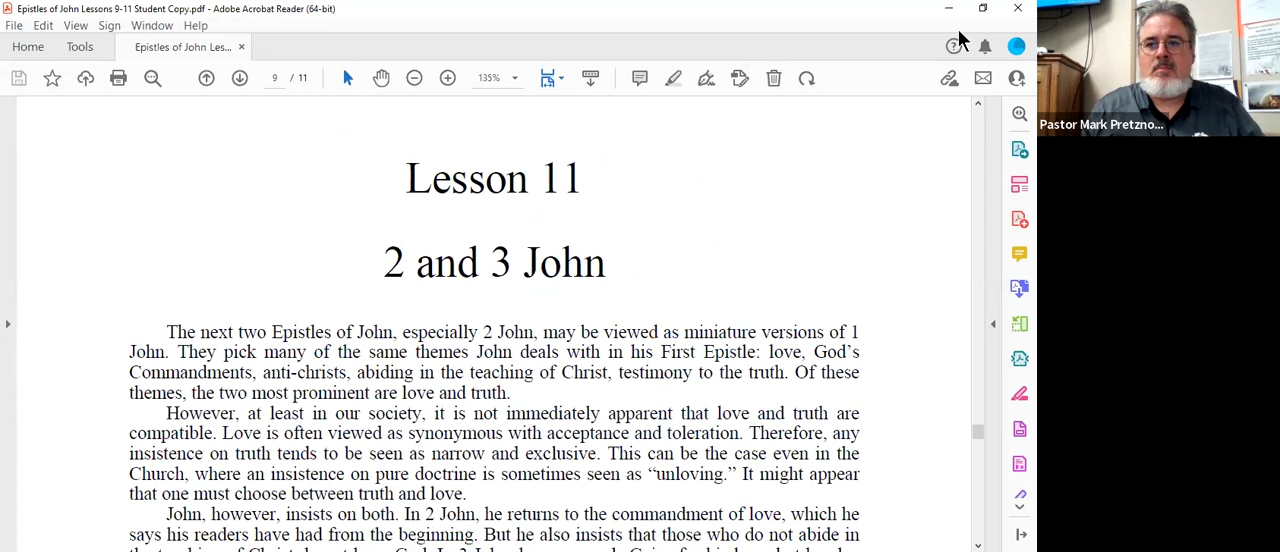 Epistles of John Lessons 9-11 Student Copy.pdf - Adobe Acrobat Reader (64-bit)
File Edit View Sign Window Help
Home Tools Epistles of John Les... ×
9 / 11 135%
Pastor Mark Pretzno...
Lesson 11
2 and 3 John
The next two Epistles of John, especially 2 John, may be viewed as miniature versions of 1
John. They pick many of the same themes John deals with in his First Epistle: love, God’s
Commandments, anti-christs, abiding in the teaching of Christ, testimony to the truth. Of these
themes, the two most prominent are love and truth.
However, at least in our society, it is not immediately apparent that love and truth are
compatible. Love is often viewed as synonymous with acceptance and toleration. Therefore, any
insistence on truth tends to be seen as narrow and exclusive. This can be the case even in the
Church, where an insistence on pure doctrine is sometimes seen as “unloving.” It might appear
that one must choose between truth and love.
John, however, insists on both. In 2 John, he returns to the commandment of love, which he
says his readers have had from the beginning. But he also insists that those who do not abide in